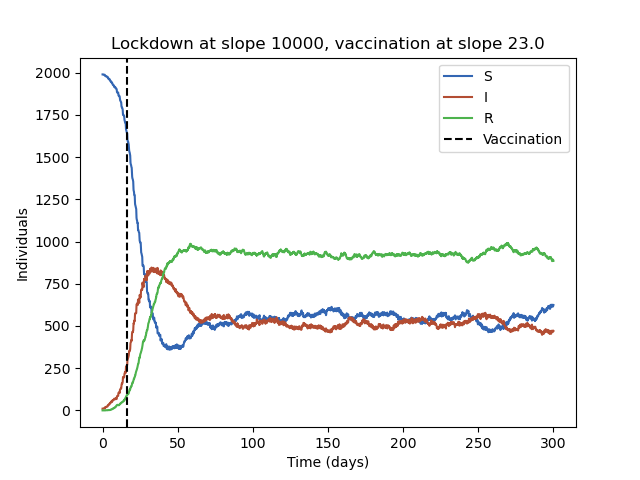 Lockdown at slope 10000, vaccination at slope 23.0
2000
1750
1500
1250
1000
750
500
250
0
Individuals
S
I
R
Vaccination
0 50 100 150 200 250 300
Time (days)